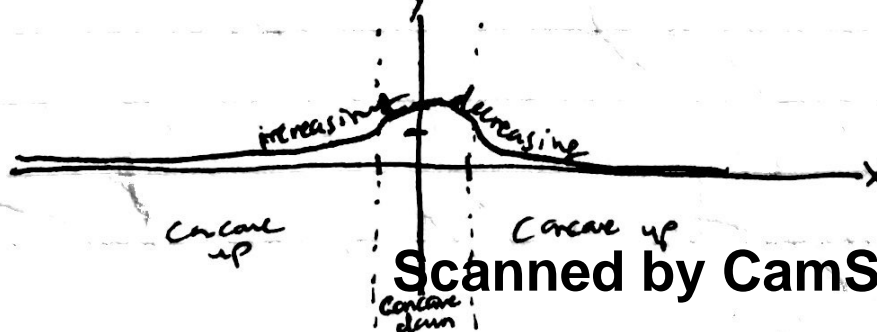 y
increasing
decreasing
x
Concave
up
Concave up
Scanned by CamS
Concave
down